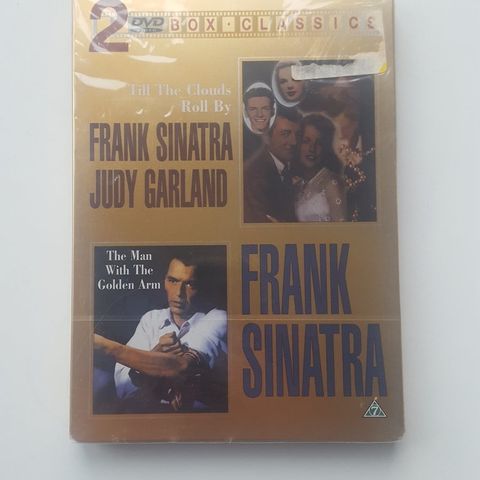 2 DVD BOX · CLASSICS
Till The Clouds
Roll By
FRANK SINATRA
JUDY GARLAND
The Man
With The
Golden Arm
FRANK
SINATRA
7